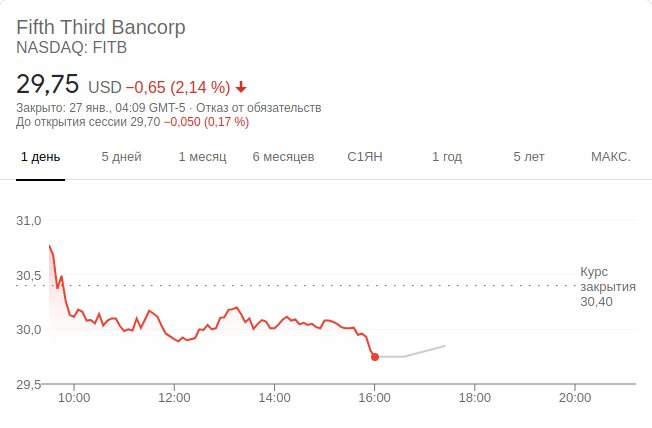 Fifth Third Bancorp
NASDAQ: FITB
29,75 USD −0,65 (2,14 %)
Закрыто: 27 янв., 04:09 GMT-5 · Отказ от обязательств
До открытия сессии 29,70 −0,050 (0,17 %)
1 день 5 дней 1 месяц 6 месяцев С1ЯН 1 год 5 лет МАКС.
31,0
30,5
30,0
29,5
Курс
закрытия
30,40
10:00 12:00 14:00 16:00 18:00 20:00